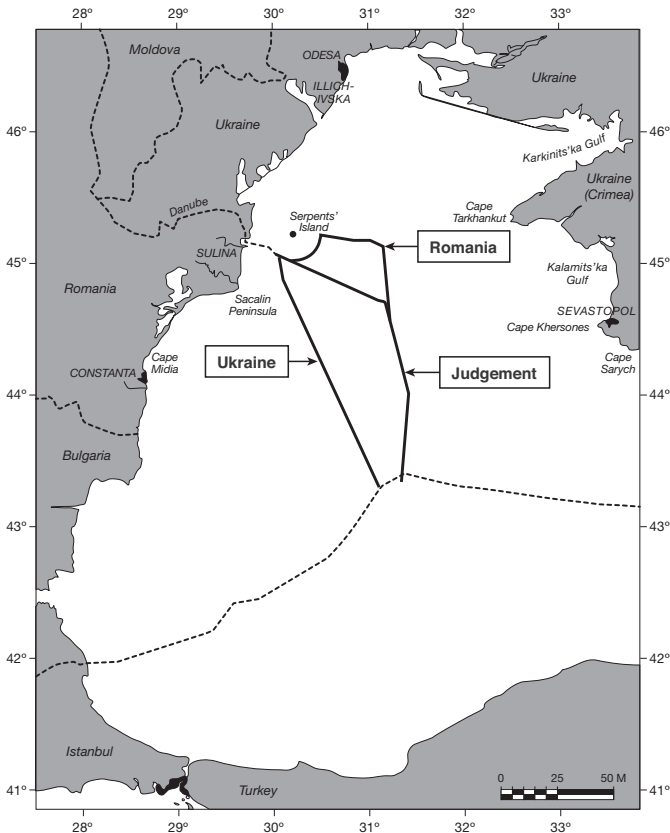 28° 29° 30° 31° 32° 33°
Moldova
ODESA
ILLICH-
IVSKA
Ukraine
Ukraine
46° 46°
Karkinits'ka Gulf
Ukraine
(Crimea)
Cape
Tarkhankut
Danube
Serpents'
Island
Romania
SULINA
45° 45°
Kalamits'ka
Gulf
Romania
Sacalin
Peninsula
SEVASTOPOL
Cape Khersones
Cape
Midia
Ukraine
Cape
Sarych
CONSTANTA
Judgement
44° 44°
Bulgaria
43° 43°
42° 42°
Istanbul
0 25 50 M
41° 41°
Turkey
28° 29° 30° 31° 32° 33°